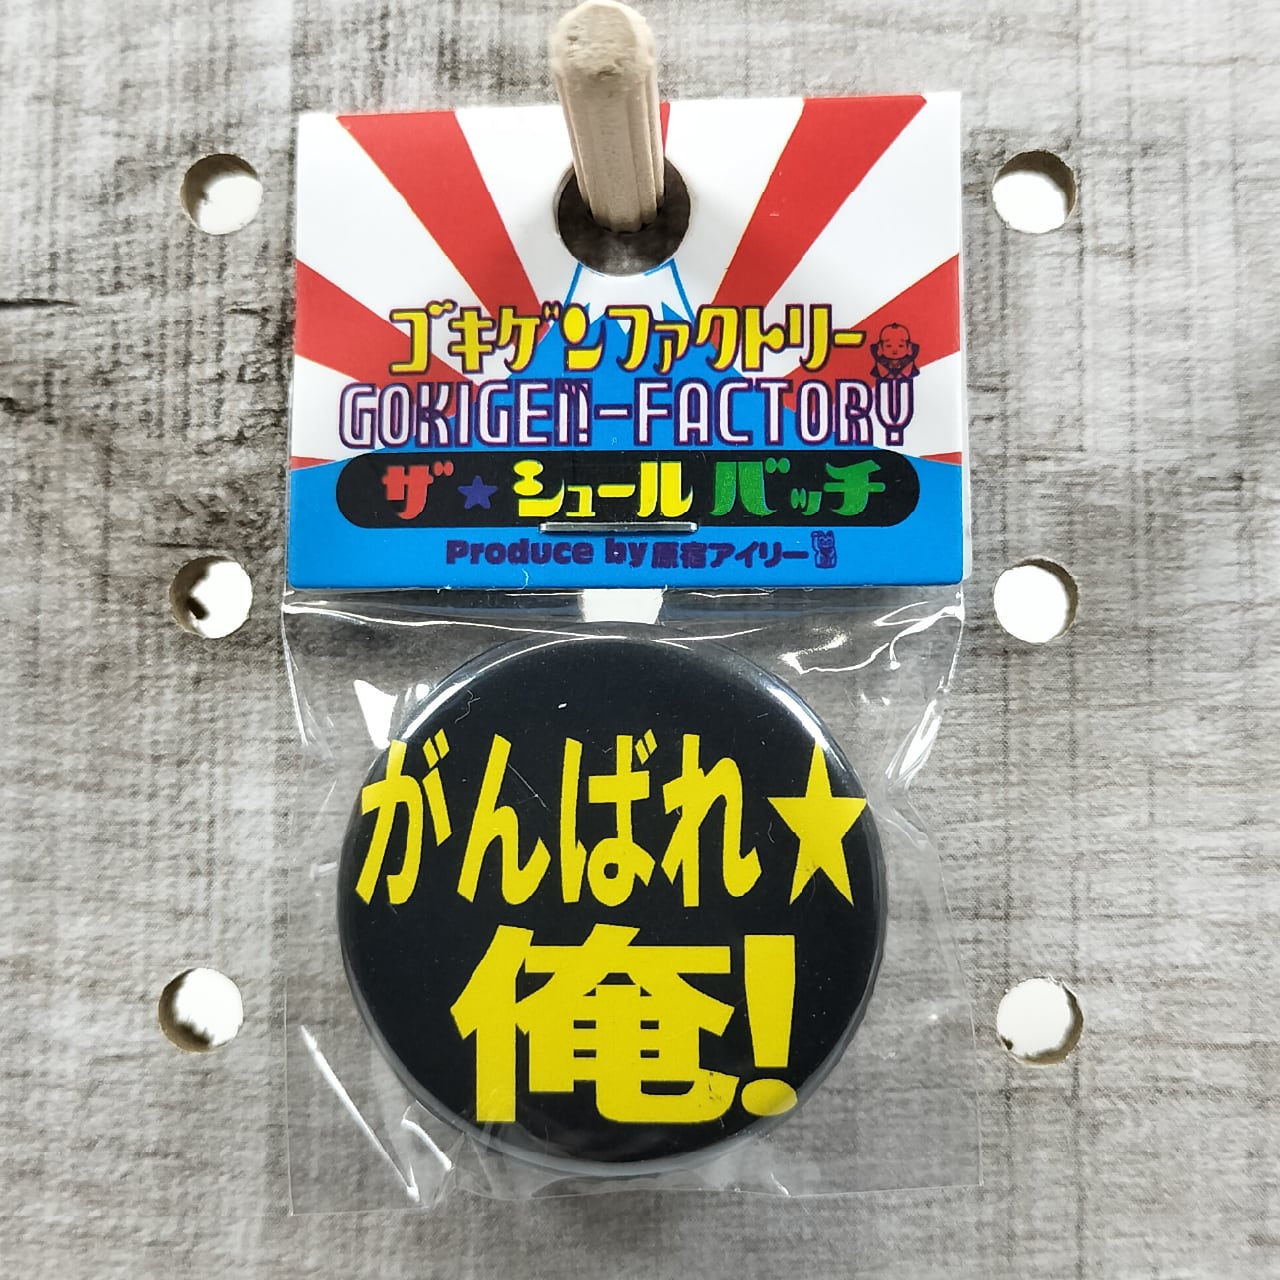 ゴキゲンファクトリー
GOKIGEN-FACTORY
ザ★シュールバッチ
Produce by 原宿アイリー
がんばれ★
俺!